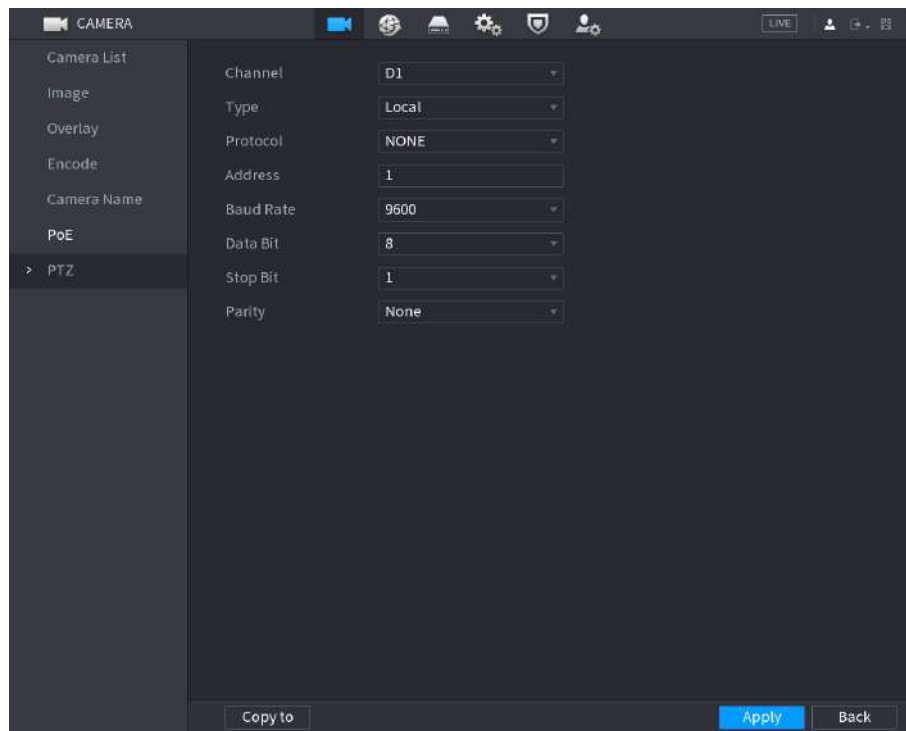 CAMERA
LIVE
Camera List
Image
Overlay
Encode
Camera Name
PoE
> PTZ
Channel D1
Type Local
Protocol NONE
Address 1
Baud Rate 9600
Data Bit 8
Stop Bit 1
Parity None
Copy to
Apply
Back